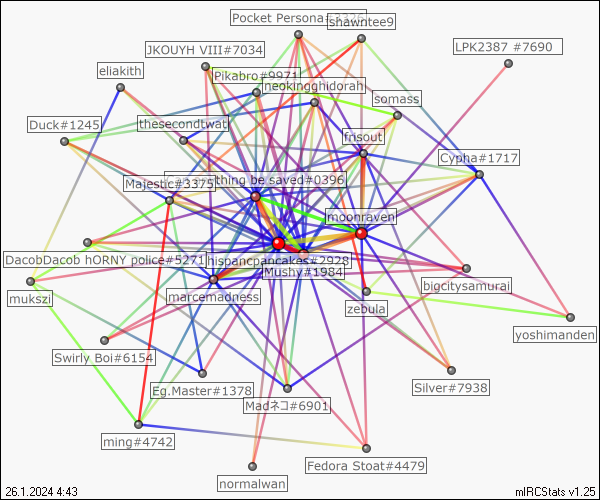 Pocket Persona
shawntee9
LPK2387 #7690
JKOUYH VIII#7034
Pikabro#9971
neokingghidorah
eliakith
somass
Duck#1245
thesecondtwat
frisout
Cypha#1717
Majestic#3375
thing be saved#0396
moonraven
DacobDacob hORNY police#5271
hispancpancakes#2928
Mushy#1984
bigcitysamurai
mukszi
marcemadness
zebula
yoshimanden
Swirly Boi#6154
Eg.Master#1378
Silver#7938
Madネコ#6901
ming#4742
Fedora Stoat#4479
normalwan
26.1.2024 4:43
mIRCStats v1.25